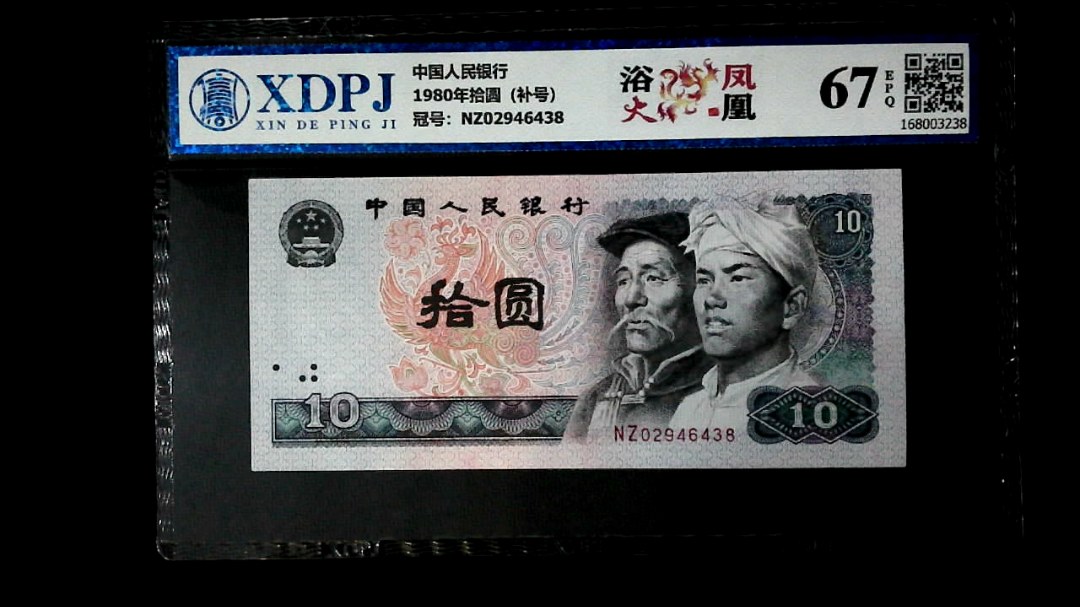 XDPJ
XIN DE PING JI
中国人民银行
1980年拾圆（补号）
冠号：NZ02946438
浴火
凤凰
67 EPQ
168003238
中国人民银行
10
拾圆
10
NZ02946438
10